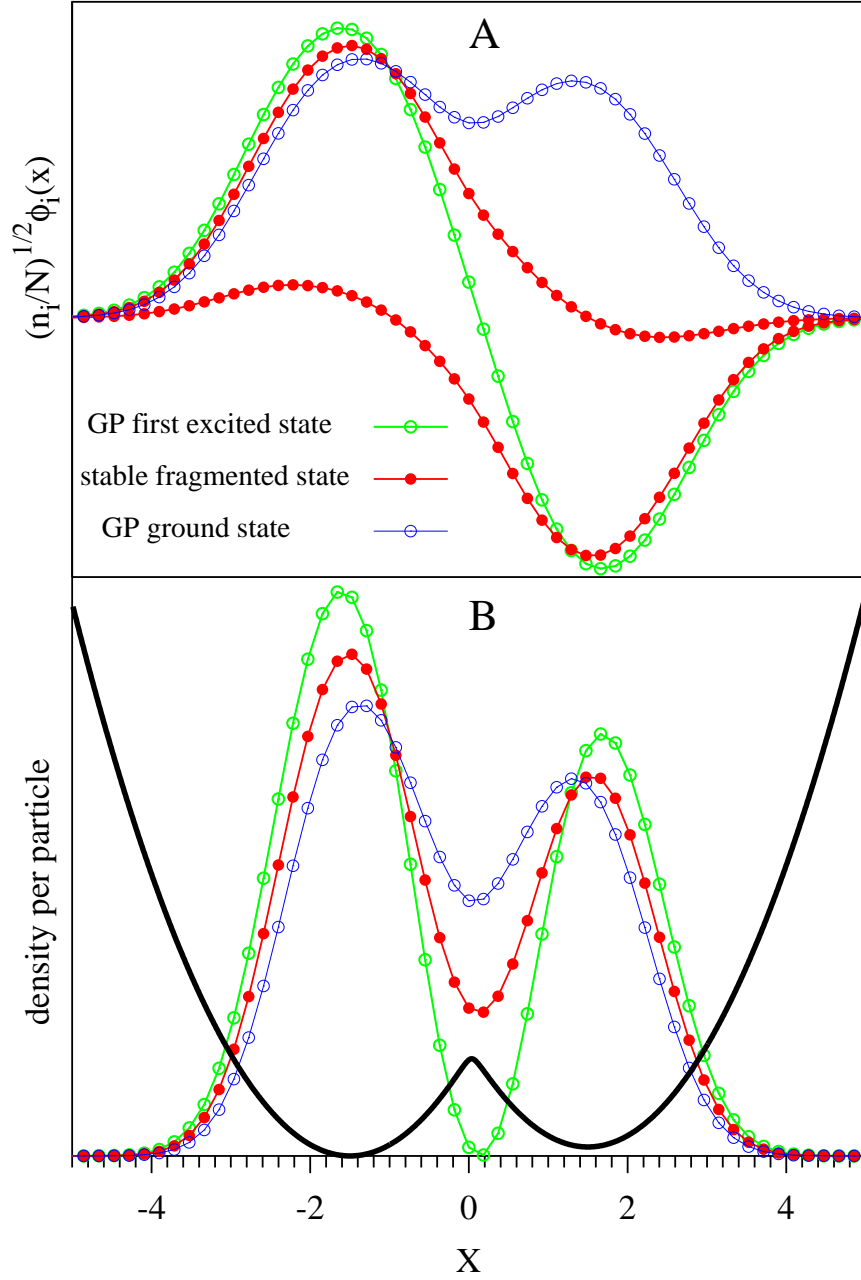 A
(n_i/N)^{1/2} ϕ_i(x)
GP first excited state
stable fragmented state
GP ground state
B
density per particle
-4 -2 0 2 4
X